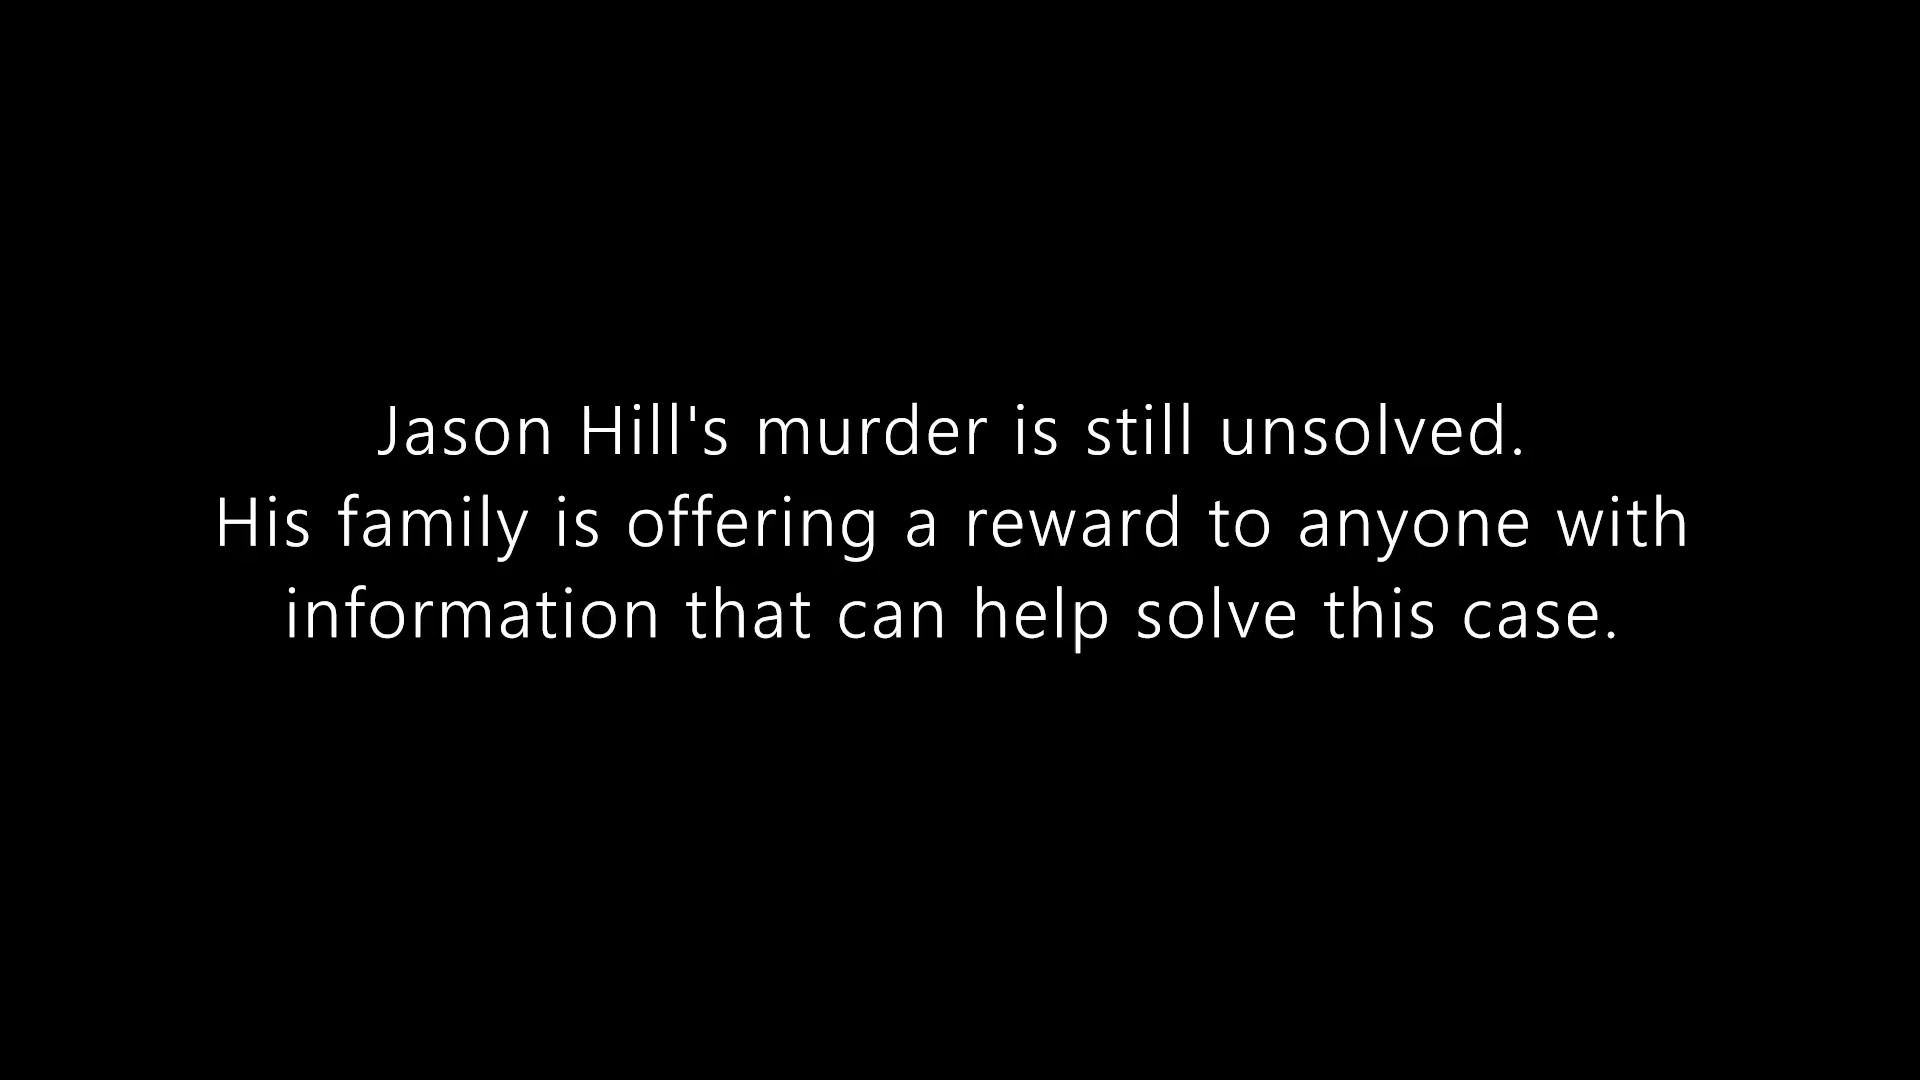 Jason Hill's murder is still unsolved.
His family is offering a reward to anyone with
information that can help solve this case.